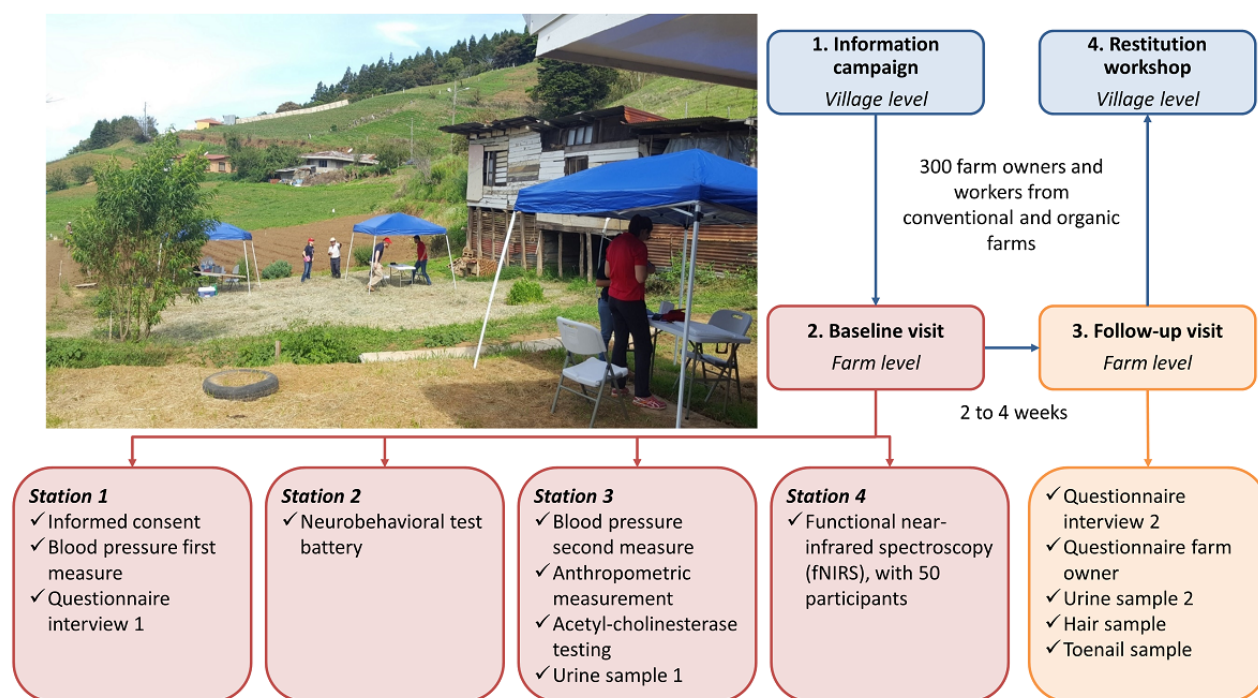 1. Information
campaign
Village level
4. Restitution
workshop
Village level
300 farm owners and
workers from
conventional and organic
farms
2. Baseline visit
Farm level
3. Follow-up visit
Farm level
2 to 4 weeks
Station 1
✓ Informed consent
✓ Blood pressure first
measure
✓ Questionnaire
interview 1
Station 2
✓ Neurobehavioral test
battery
Station 3
✓ Blood pressure
second measure
✓ Anthropometric
measurement
✓ Acetyl-cholinesterase
testing
✓ Urine sample 1
Station 4
✓ Functional near-
infrared spectroscopy
(fNIRS), with 50
participants
✓ Questionnaire
interview 2
✓ Questionnaire farm
owner
✓ Urine sample 2
✓ Hair sample
✓ Toenail sample